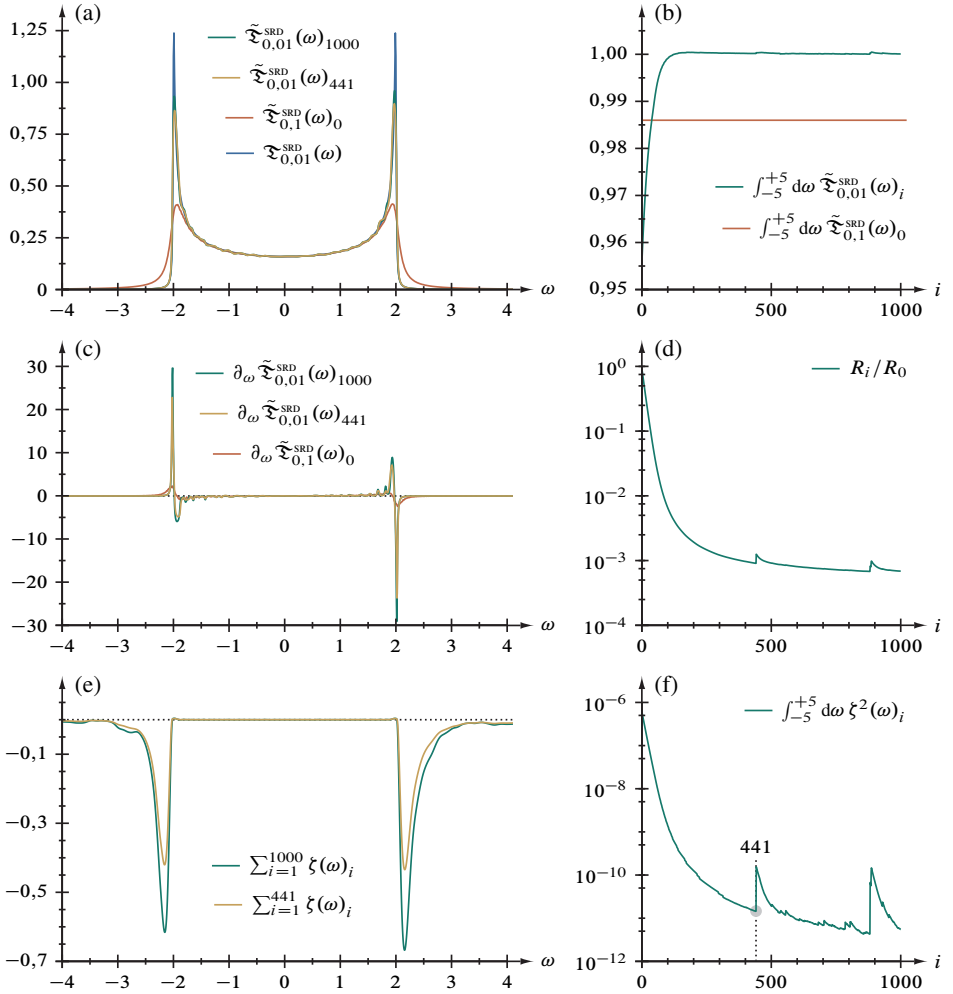 (a)
1,25
1,00
0,75
0,50
0,25
0
−4 −3 −2 −1 0 1 2 3 4 ω
𝔗̃^SRD_0,01(ω)_1000
𝔗̃^SRD_0,01(ω)_441
𝔗̃^SRD_0,1(ω)_0
𝔗^SRD_0,01(ω)
(b)
1,00
0,99
0,98
0,97
0,96
0,95
0 500 1000 i
∫_−5^+5 dω 𝔗̃^SRD_0,01(ω)_i
∫_−5^+5 dω 𝔗̃^SRD_0,1(ω)_0
(c)
30
20
10
0
−10
−20
−30
−4 −3 −2 −1 0 1 2 3 4 ω
∂_ω 𝔗̃^SRD_0,01(ω)_1000
∂_ω 𝔗̃^SRD_0,01(ω)_441
∂_ω 𝔗̃^SRD_0,1(ω)_0
(d)
10^0
10^−1
10^−2
10^−3
10^−4
0 500 1000 i
R_i/R_0
(e)
−0,1
−0,3
−0,5
−0,7
−4 −3 −2 −1 0 1 2 3 4 ω
∑_i=1^1000 ζ(ω)_i
∑_i=1^441 ζ(ω)_i
(f)
10^−6
10^−8
10^−10
10^−12
0 500 1000 i
∫_−5^+5 dω ζ^2(ω)_i
441